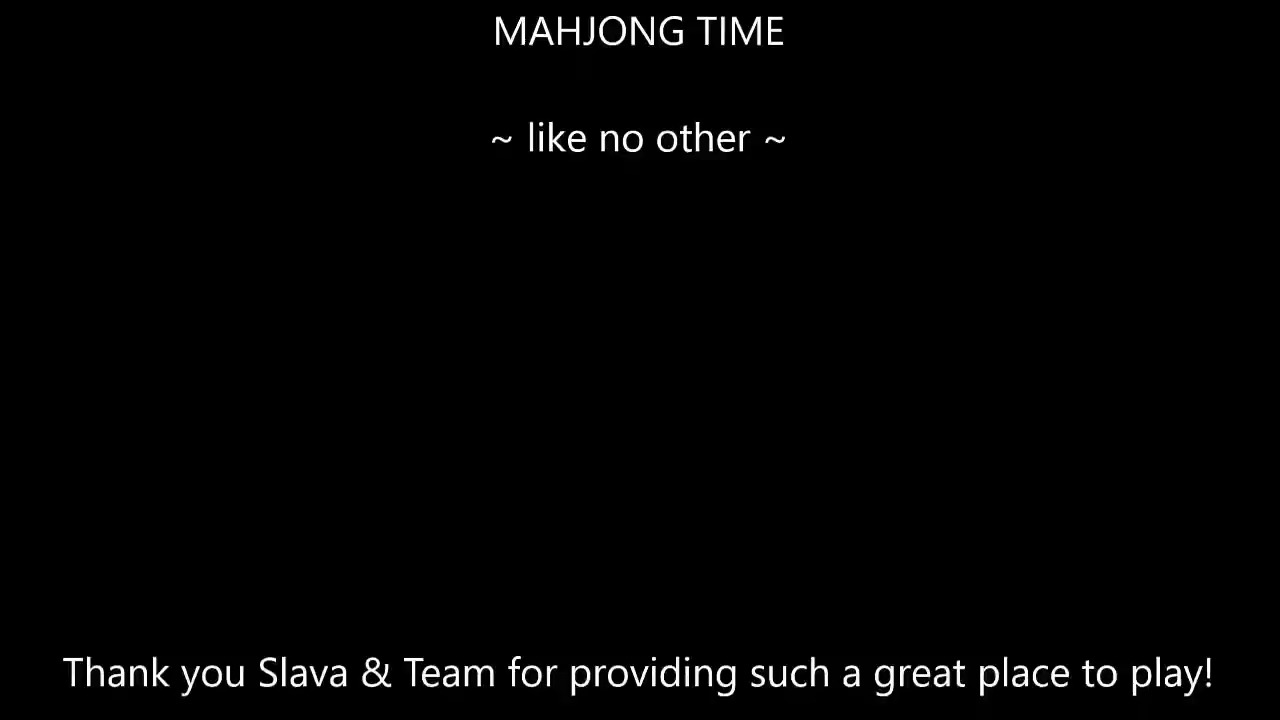 MAHJONG TIME
~ like no other ~
Thank you Slava & Team for providing such a great place to play!